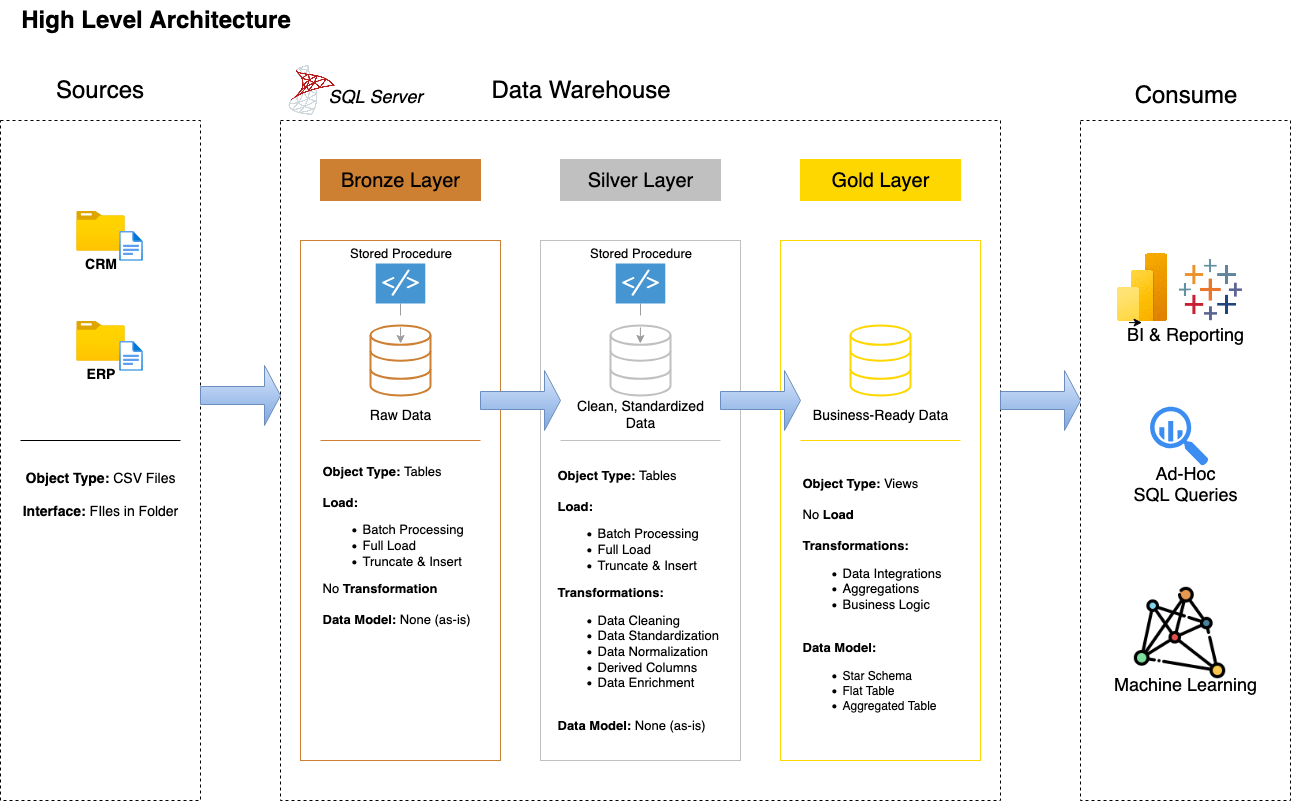 High Level Architecture
Sources
SQL Server
Data Warehouse
Consume
CRM
ERP
Object Type: CSV Files
Interface: FIles in Folder
Bronze Layer
Stored Procedure
</>
Raw Data
Object Type: Tables
Load:
• Batch Processing
• Full Load
• Truncate & Insert
No Transformation
Data Model: None (as-is)
Silver Layer
Stored Procedure
</>
Clean, Standardized
Data
Object Type: Tables
Load:
• Batch Processing
• Full Load
• Truncate & Insert
Transformations:
• Data Cleaning
• Data Standardization
• Data Normalization
• Derived Columns
• Data Enrichment
Data Model: None (as-is)
Gold Layer
Business-Ready Data
Object Type: Views
No Load
Transformations:
• Data Integrations
• Aggregations
• Business Logic
Data Model:
• Star Schema
• Flat Table
• Aggregated Table
BI & Reporting
Ad-Hoc
SQL Queries
Machine Learning